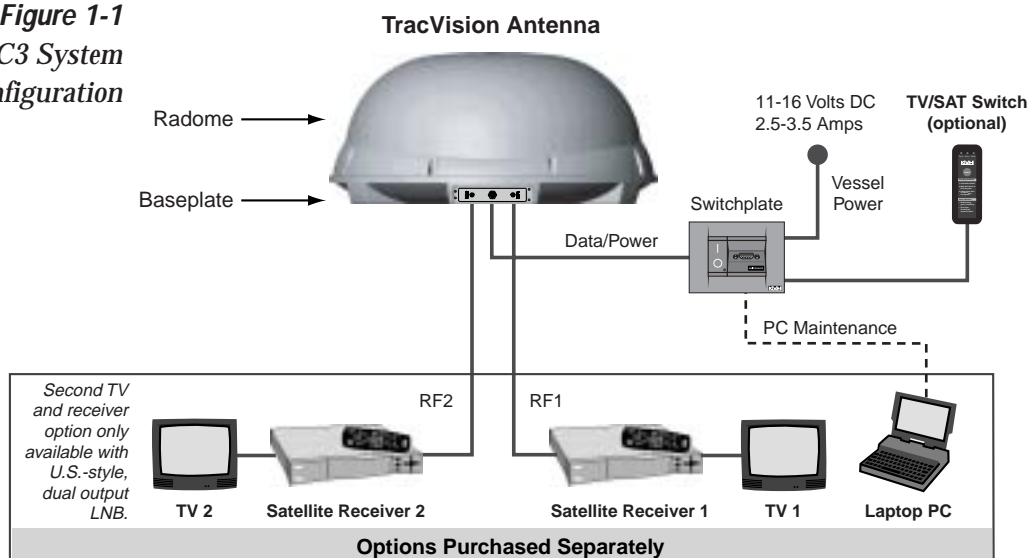 Figure 1-1
C3 System
nfiguration
TracVision Antenna
Radome
Baseplate
11-16 Volts DC
2.5-3.5 Amps
TV/SAT Switch
(optional)
Vessel
Power
Switchplate
Data/Power
PC Maintenance
Second TV
and receiver
option only
available with
U.S.-style,
dual output
LNB.
RF2
RF1
TV 2
Satellite Receiver 2
Satellite Receiver 1
TV 1
Laptop PC
Options Purchased Separately